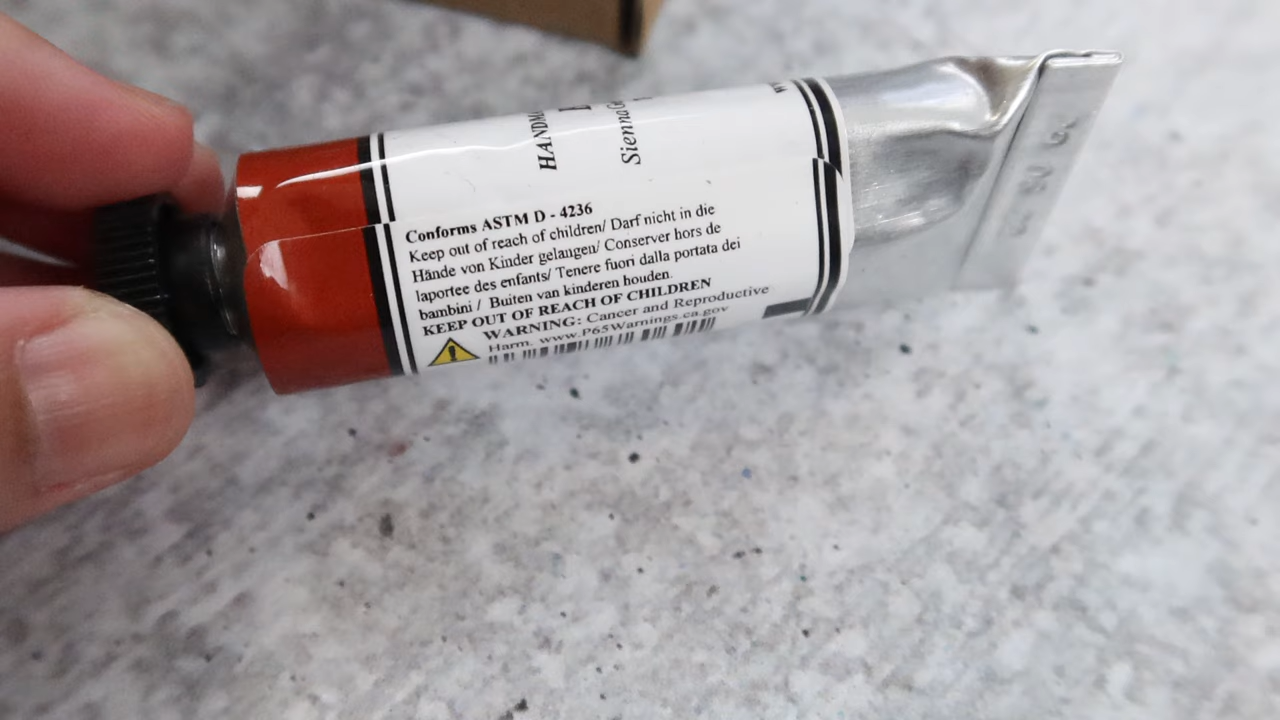 HANDM
Sienna
Conforms ASTM D - 4236
Keep out of reach of children/ Darf nicht in die
Hände von Kinder gelangen/ Conserver hors de
laportee des enfants/ Tenere fuori dalla portata dei
bambini / Buiten van kinderen houden.
KEEP OUT OF REACH OF CHILDREN
WARNING: Cancer and Reproductive
Harm. www.P65Warnings.ca.gov